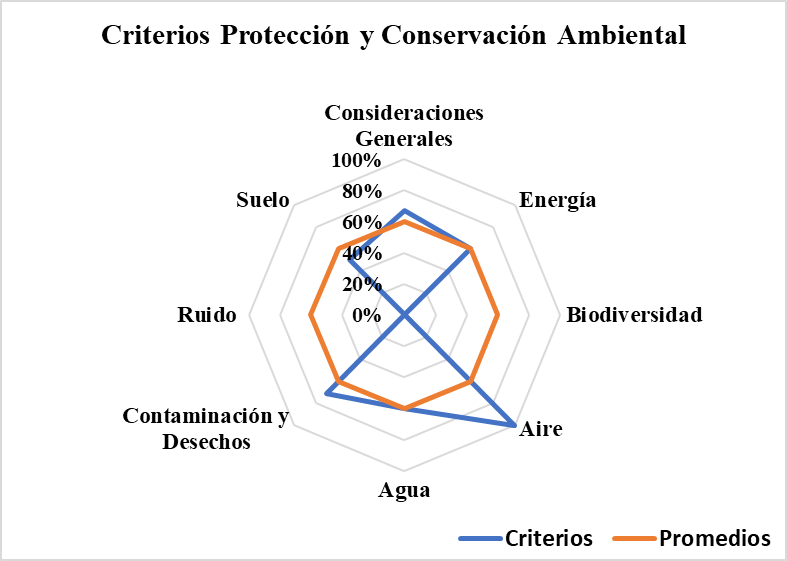 Criterios Protección y Conservación Ambiental
Consideraciones
Generales
100%
80%
60%
40%
20%
0%
Energía
Biodiversidad
Aire
Agua
Contaminación y
Desechos
Ruido
Suelo
Criterios
Promedios